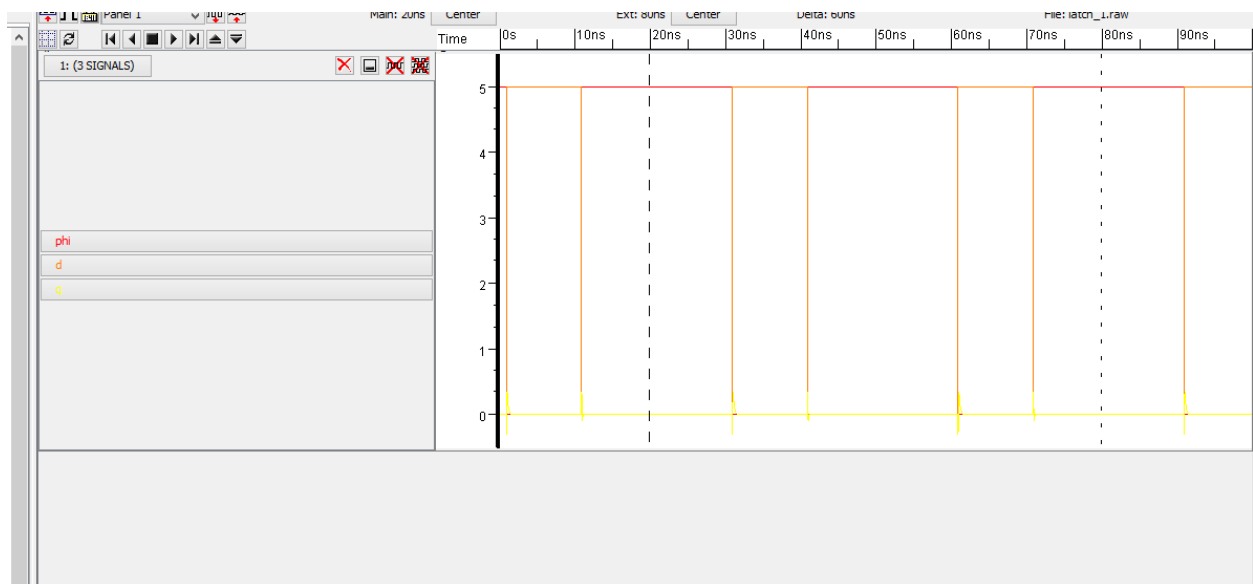 Panel 1 Main: 20ns Center Ext: 80ns Center Delta: 60ns File: latch_1.raw
Time 0s 10ns 20ns 30ns 40ns 50ns 60ns 70ns 80ns 90ns
1: (3 SIGNALS)
5
4
3
phi
d
2
1
0